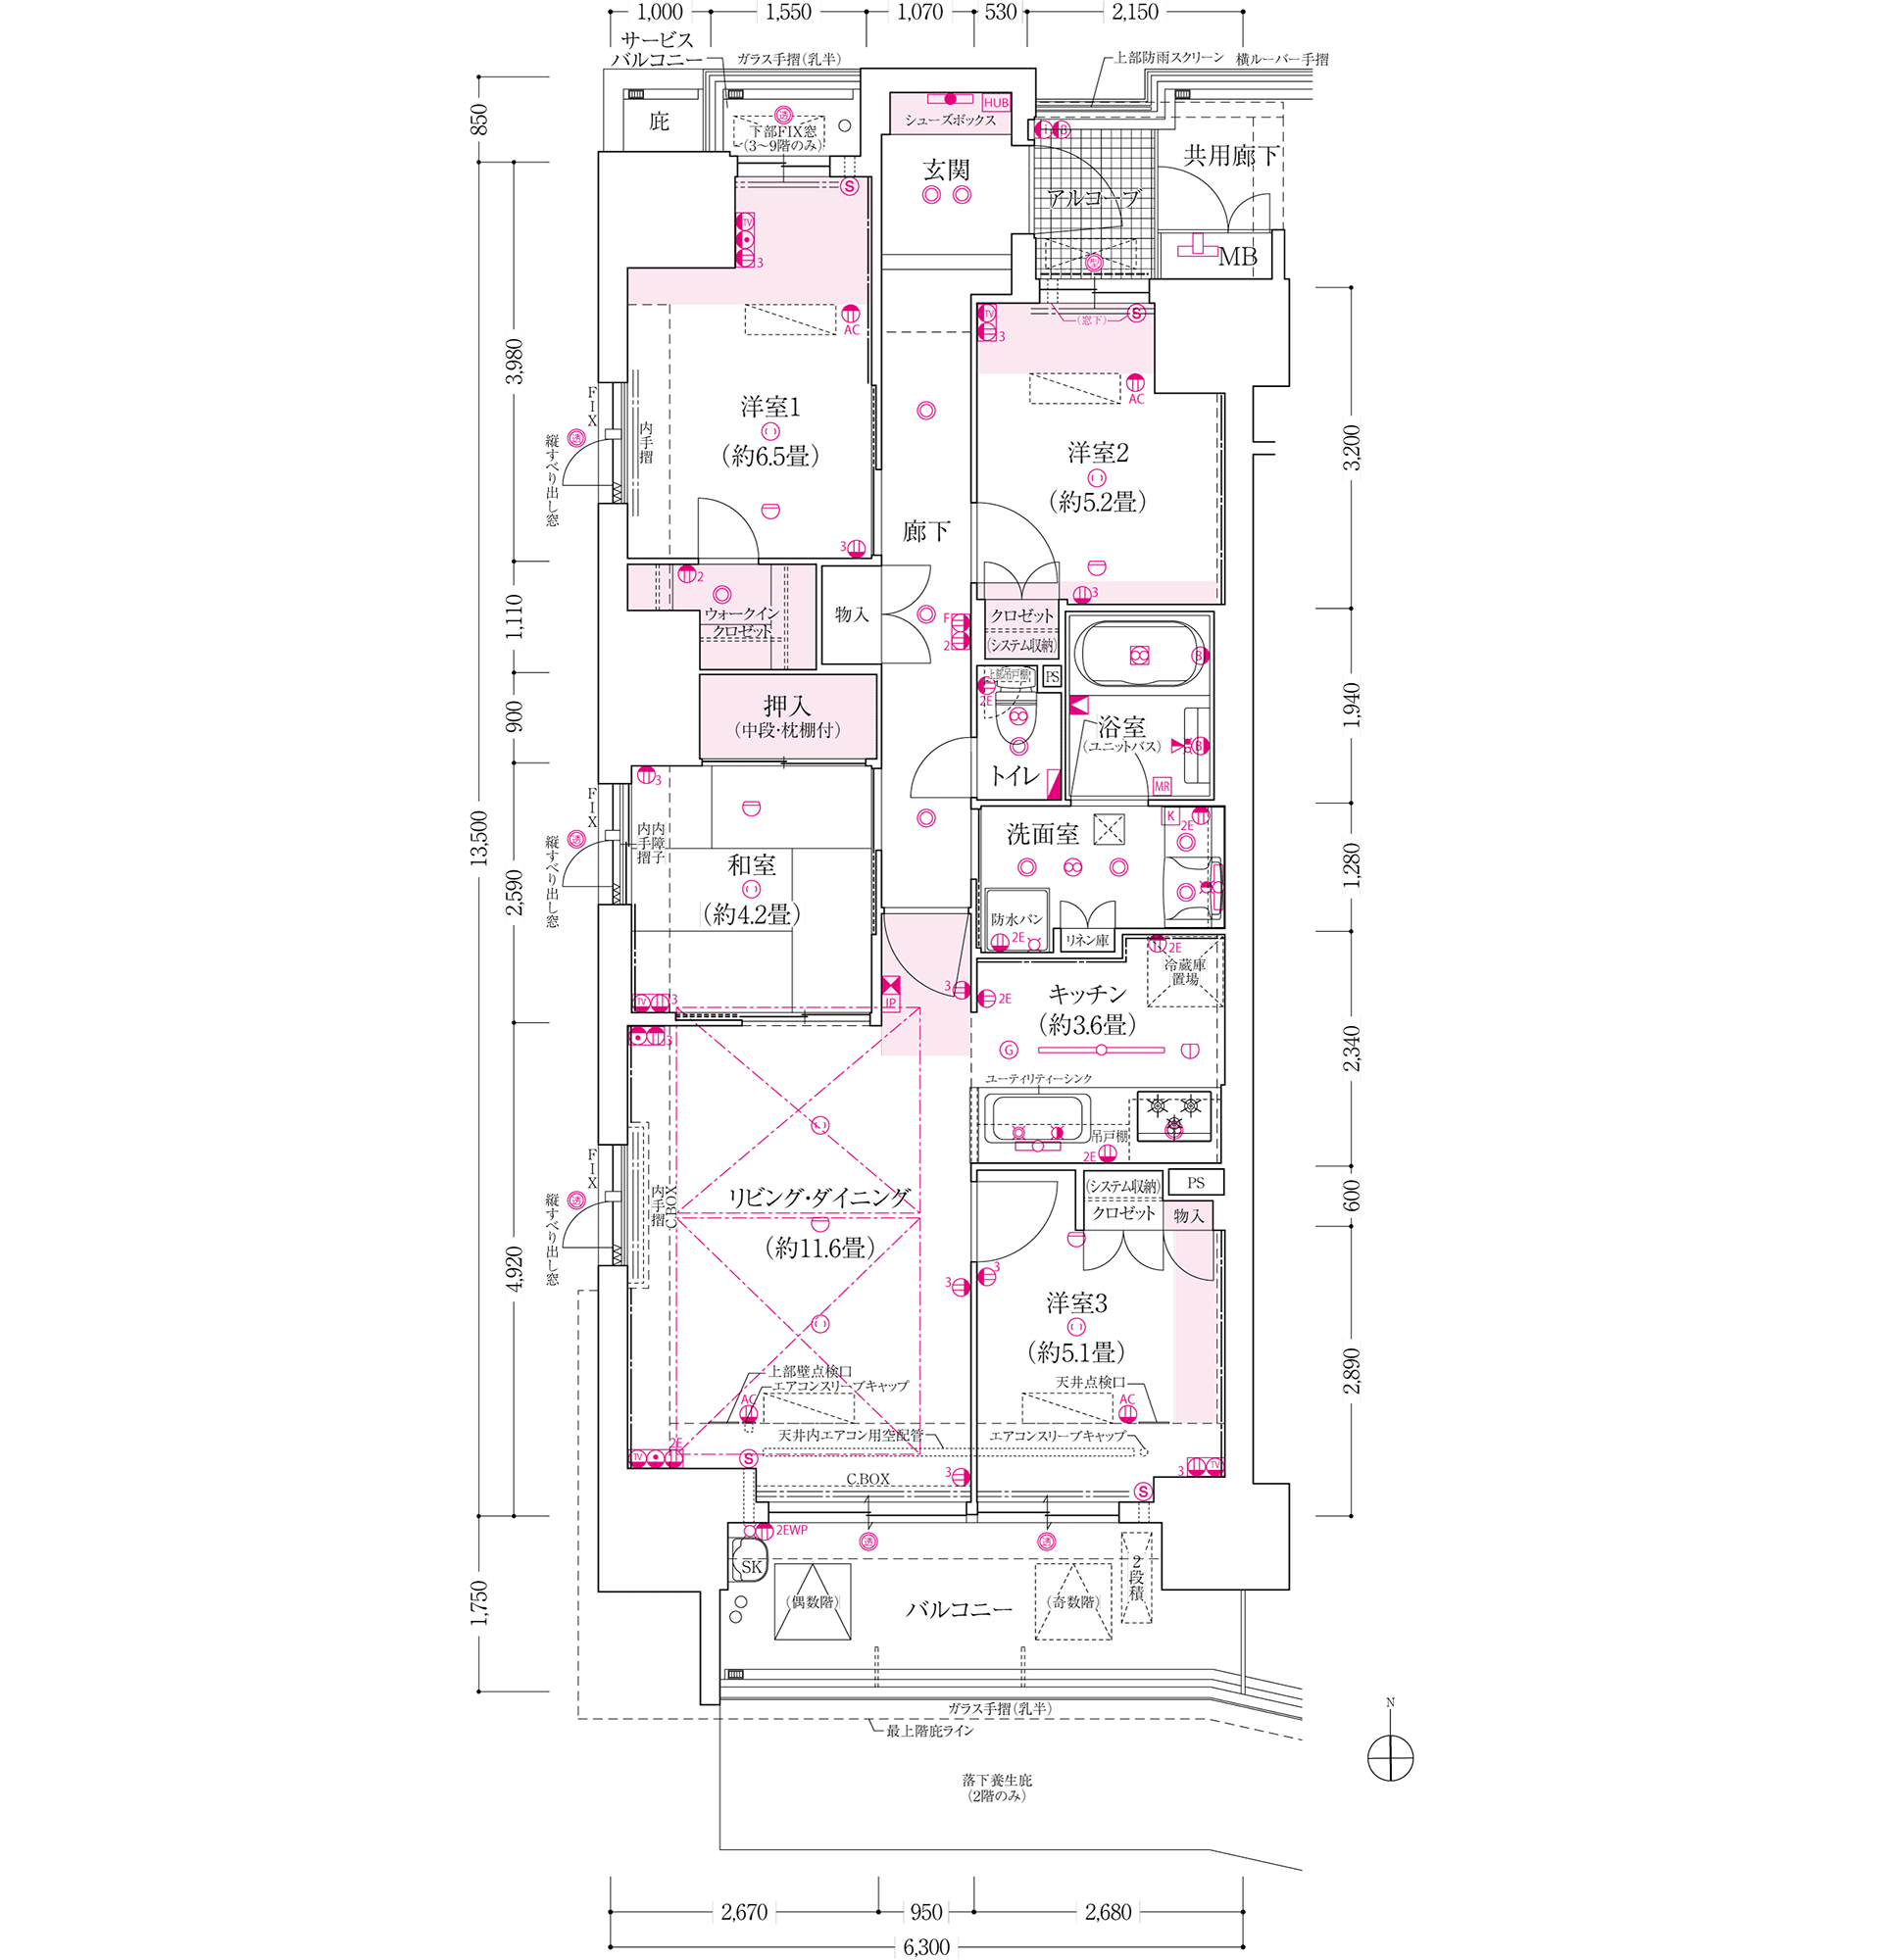 1,000
1,550
1,070
530
2,150
サービス
バルコニー
ガラス手摺(乳半)
上部防雨スクリーン
横ルーバー手摺
850
庇
透
下部FIX窓
(3〜9階のみ)
S
HUB
シューズボックス
玄関
I
B
アルコーブ
共用廊下
MB
TV
3
AC
洋室1
(約6.5畳)
3
FIX
透
縦すべり出し窓
内手摺
3,980
13,500
TV
3
(窓下)
S
AC
洋室2
(約5.2畳)
3
3,200
廊下
1,110
2
ウォークイン
クロゼット
物入
F
2
クロゼット
(システム収納)
900
押入
(中段・枕棚付)
上部吊戸棚
2E
PS
トイレ
B
浴室
(ユニットバス)
B
MR
1,940
2,590
3
FIX
透
縦すべり出し窓
内障子
内手摺
和室
(約4.2畳)
TV
3
洗面室
K
2E
防水パン
2E
リネン庫
1,280
3
IP
2E
キッチン
(約3.6畳)
2E
冷蔵庫
置場
G
ユーティリティーシンク
吊戸棚
2E
2,340
3
4,920
FIX
透
縦すべり出し窓
内手摺
C.BOX
リビング・ダイニング
(約11.6畳)
3
(システム収納)
クロゼット
PS
物入
600
3
洋室3
(約5.1畳)
2,890
上部壁点検口
エアコンスリーブキャップ
AC
天井点検口
AC
天井内エアコン用空配管
エアコンスリーブキャップ
TV
2E
S
C.BOX
3
3
TV
S
2EWP
透
透
SK
(偶数階)
バルコニー
(奇数階)
2段積
1,750
ガラス手摺(乳半)
最上階庇ライン
N
落下養生庇
(2階のみ)
2,670
950
2,680
6,300